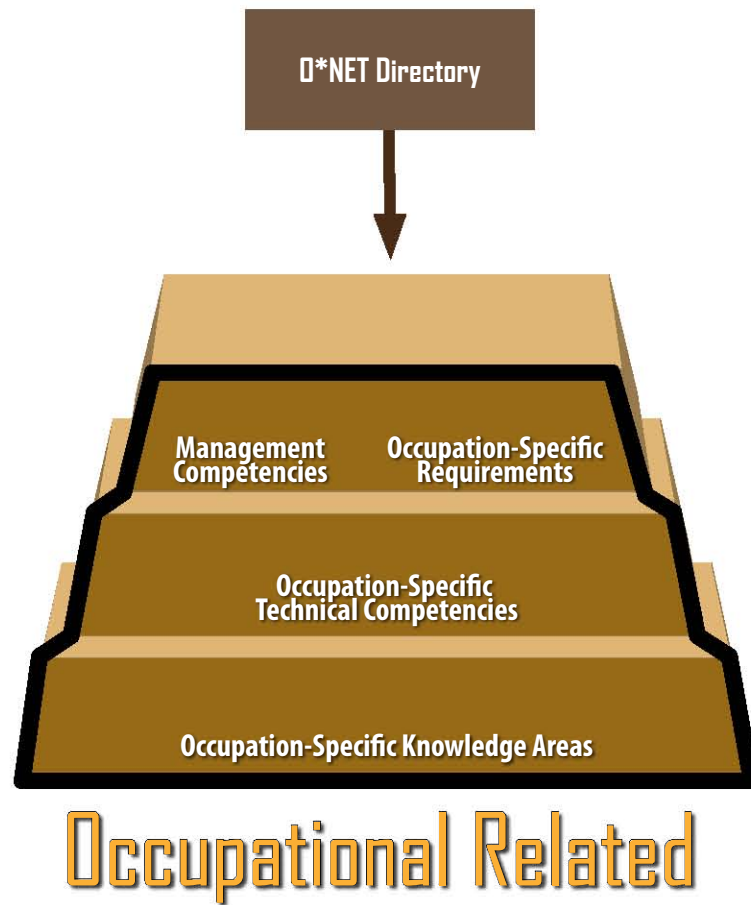 O*NET Directory
Management
Competencies
Occupation-Specific
Requirements
Occupation-Specific
Technical Competencies
Occupation-Specific Knowledge Areas
Occupational Related